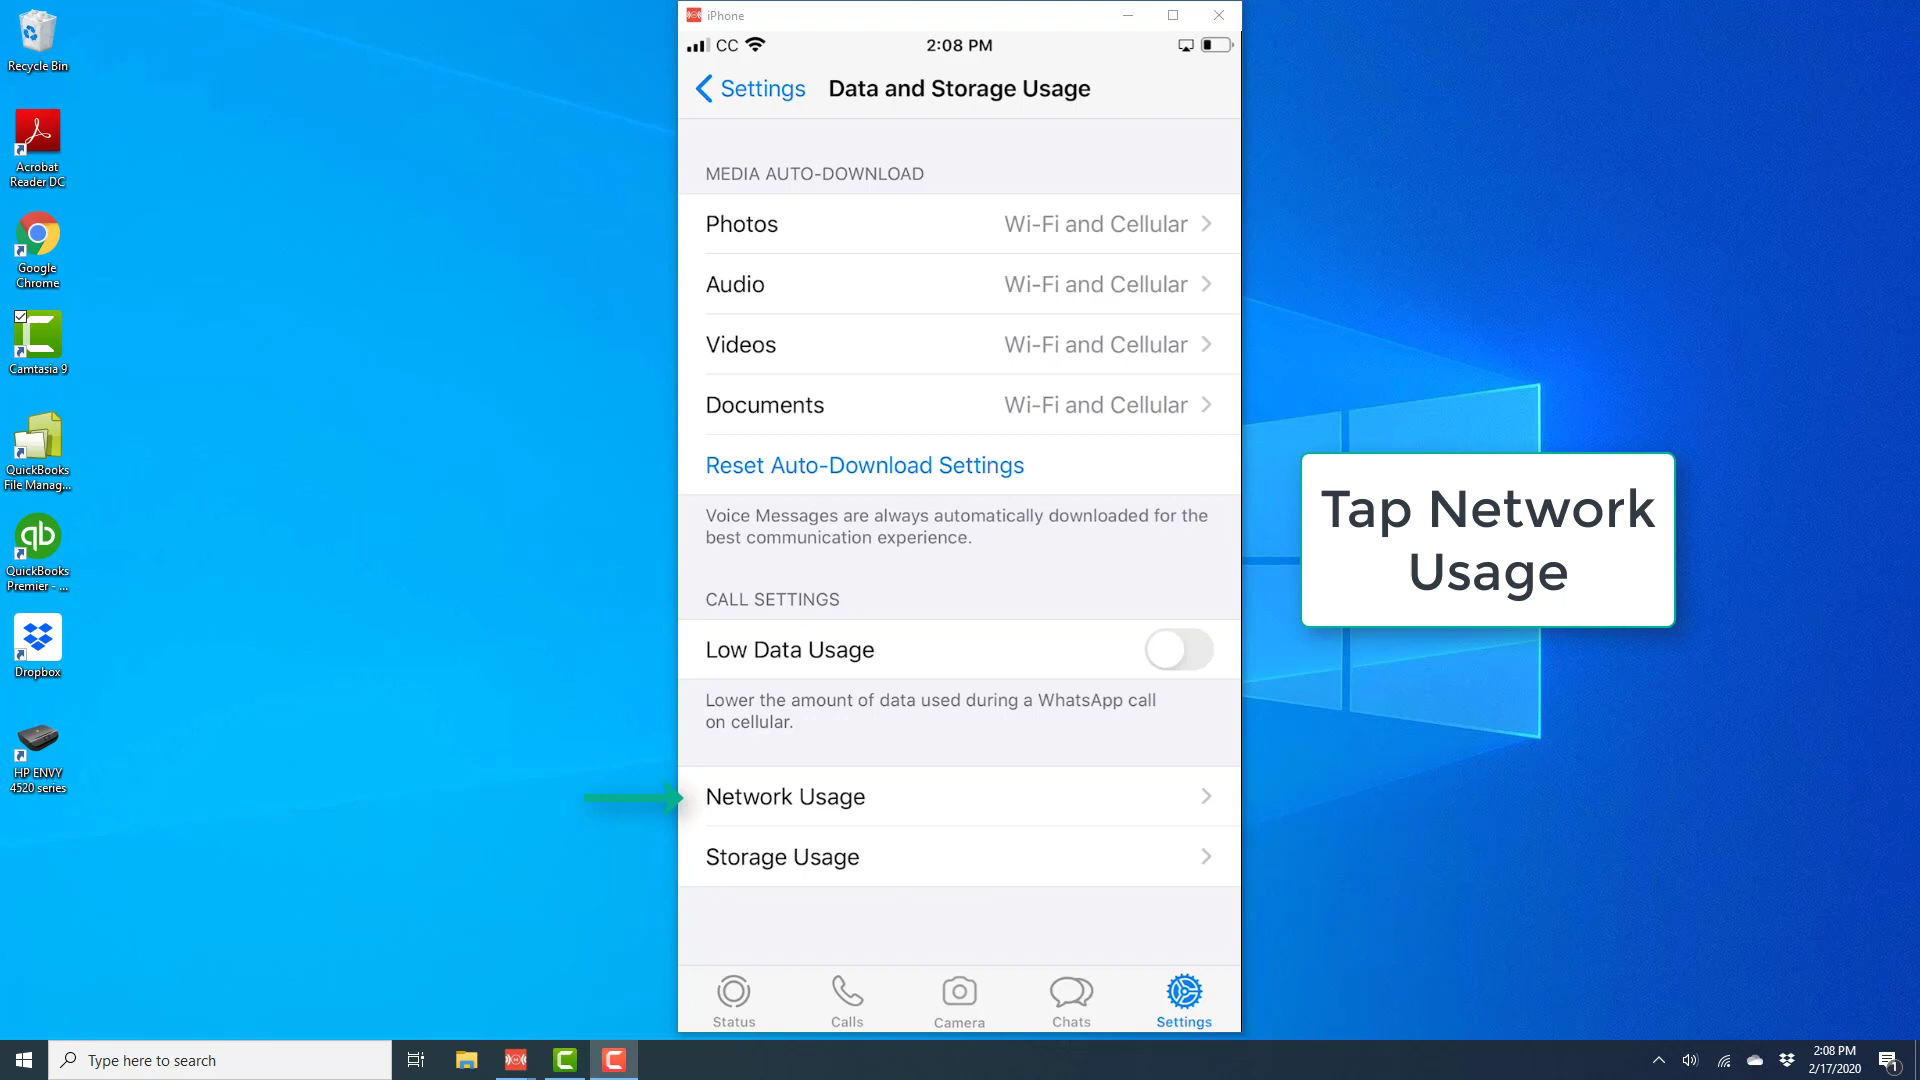 Recycle Bin
Acrobat
Reader DC
Google
Chrome
Camtasia 9
QuickBooks
File Manag...
QuickBooks
Premier - ...
Dropbox
HP ENVY
4520 series
iPhone
CC
2:08 PM
Settings
Data and Storage Usage
MEDIA AUTO-DOWNLOAD
Photos Wi-Fi and Cellular
Audio Wi-Fi and Cellular
Videos Wi-Fi and Cellular
Documents Wi-Fi and Cellular
Reset Auto-Download Settings
Voice Messages are always automatically downloaded for the
best communication experience.
CALL SETTINGS
Low Data Usage
Lower the amount of data used during a WhatsApp call
on cellular.
Network Usage
Storage Usage
Status Calls Camera Chats Settings
Tap Network
Usage
Type here to search
2:08 PM
2/17/2020
1